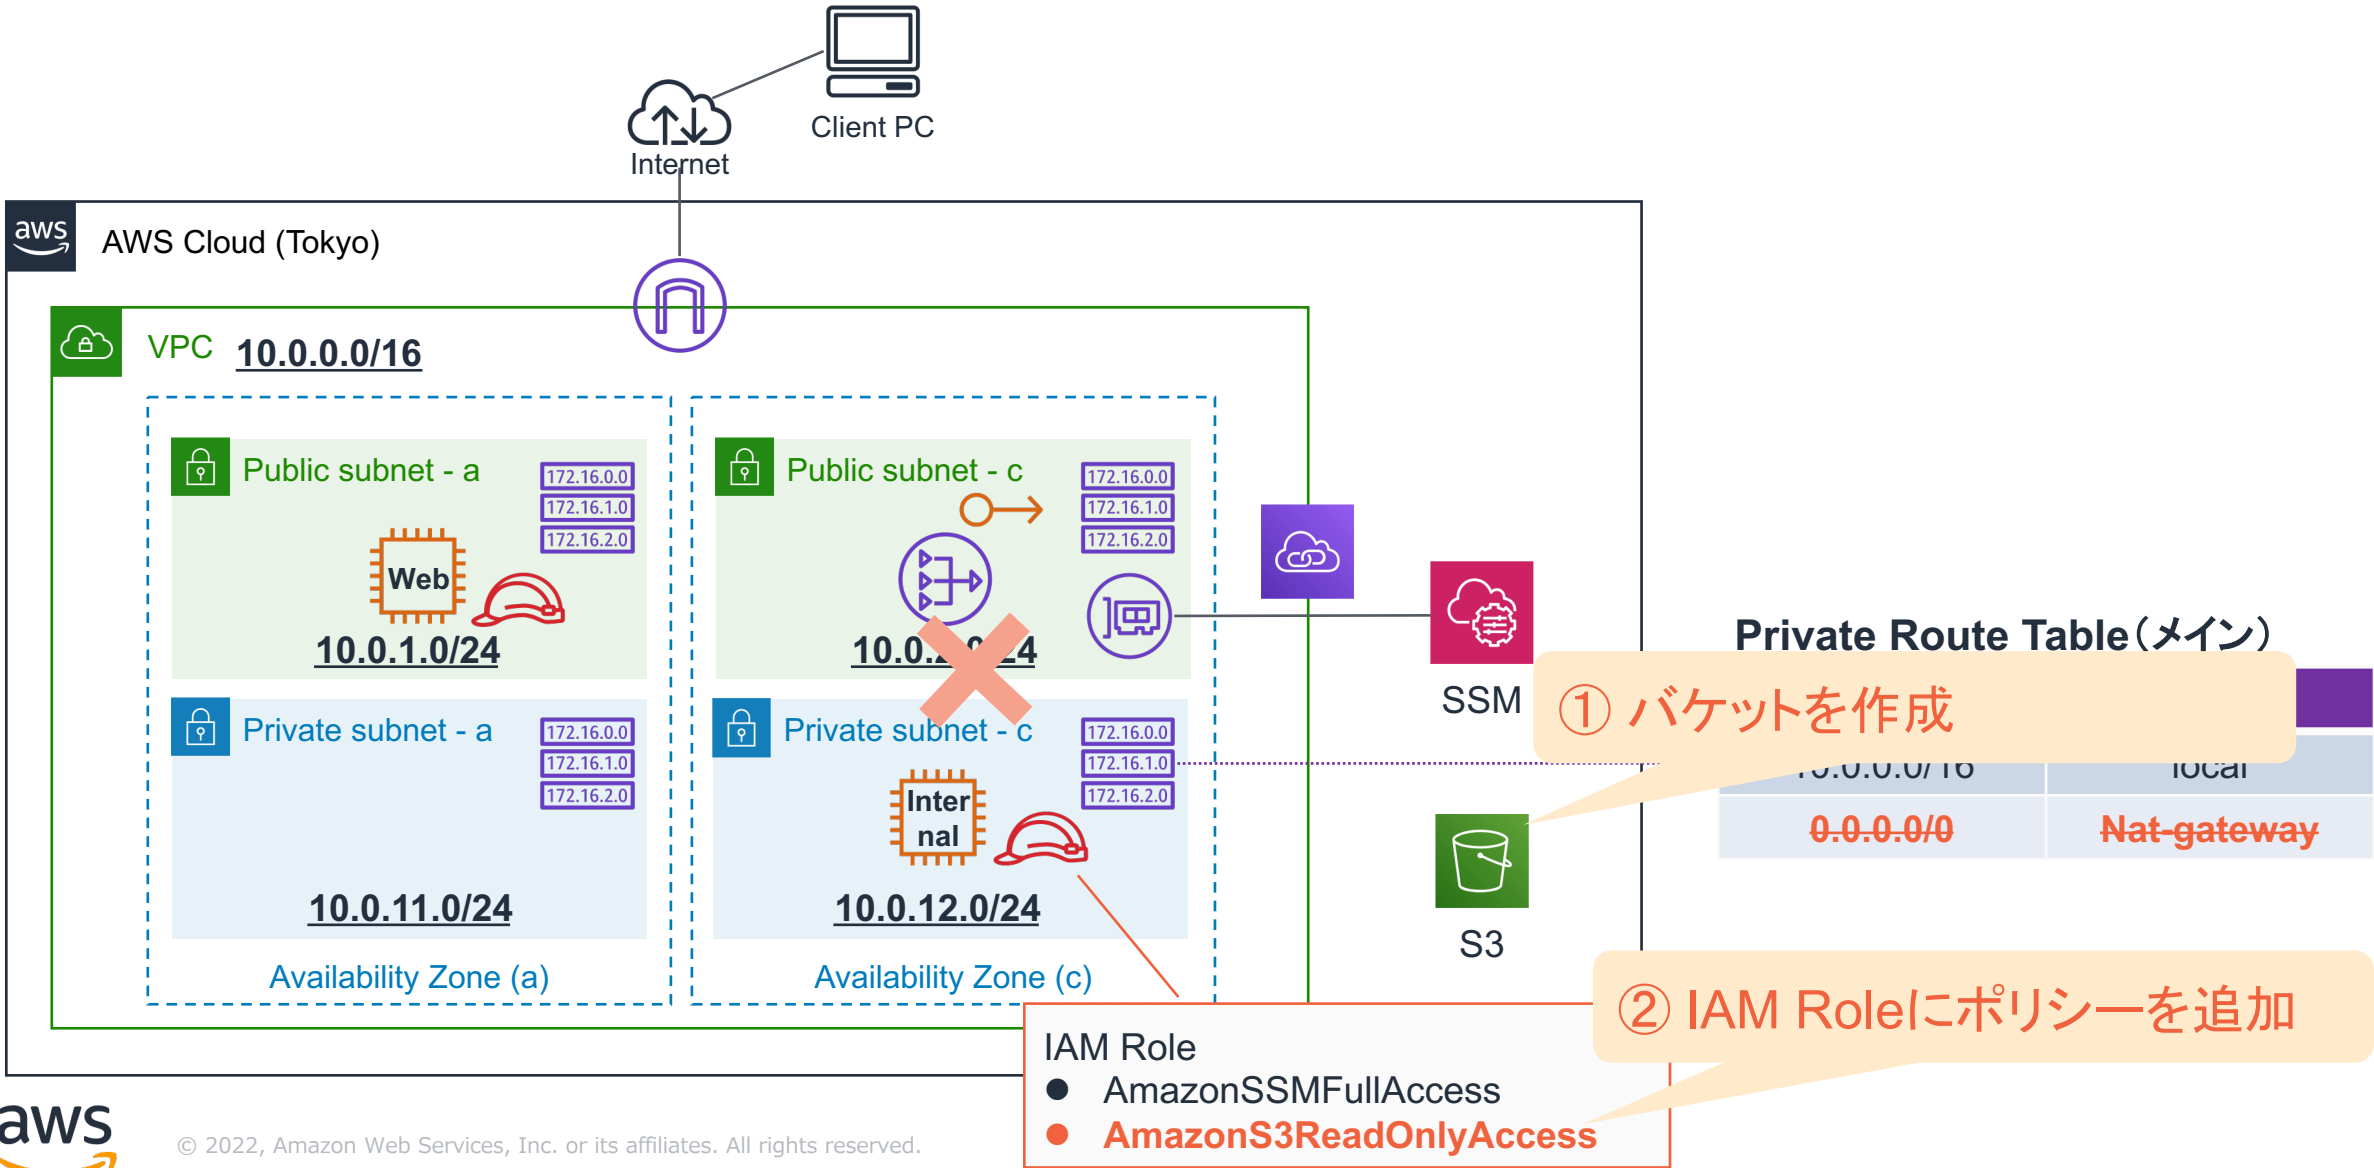 Client PC
Internet
aws
AWS Cloud (Tokyo)
VPC 10.0.0.0/16
Public subnet - a
172.16.0.0
172.16.1.0
172.16.2.0
Web
10.0.1.0/24
Public subnet - c
172.16.0.0
172.16.1.0
172.16.2.0
Private subnet - a
172.16.0.0
172.16.1.0
172.16.2.0
10.0.11.0/24
Availability Zone (a)
Private subnet - c
172.16.0.0
172.16.1.0
172.16.2.0
Inter
nal
10.0.12.0/24
Availability Zone (c)
SSM
S3
Private Route Table（メイン）
① バケットを作成
10.0.0.0/16 local
0.0.0.0/0 Nat-gateway
② IAM Roleにポリシーを追加
IAM Role
● AmazonSSMFullAccess
● AmazonS3ReadOnlyAccess
aws
© 2022, Amazon Web Services, Inc. or its affiliates. All rights reserved.